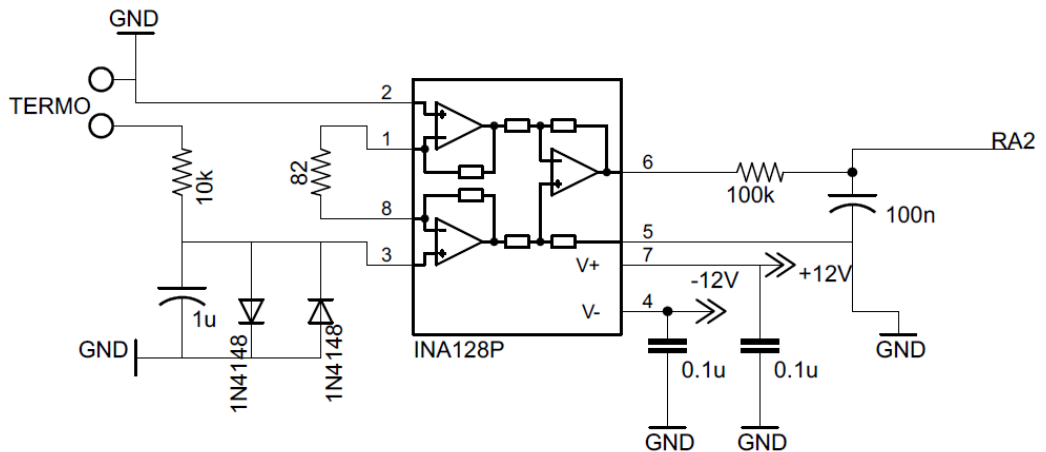 GND
TERMO
10k
1u
GND
1N4148
1N4148
82
2
1
8
3
INA128P
V+
V-
6
5
7
4
100k
RA2
100n
-12V
+12V
0.1u
0.1u
GND
GND
GND